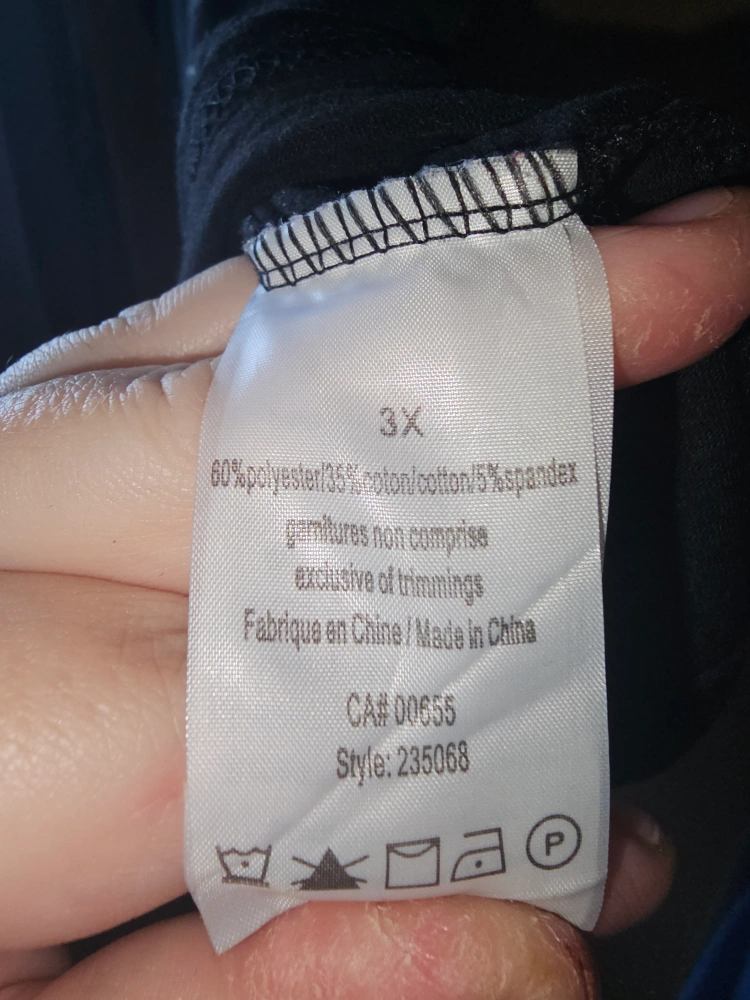 3X
60%polyester/35%coton/cotton/5%spandex
garnitures non comprise
exclusive of trimmings
Fabrique en Chine / Made in China
CA# 00655
Style: 235068
P